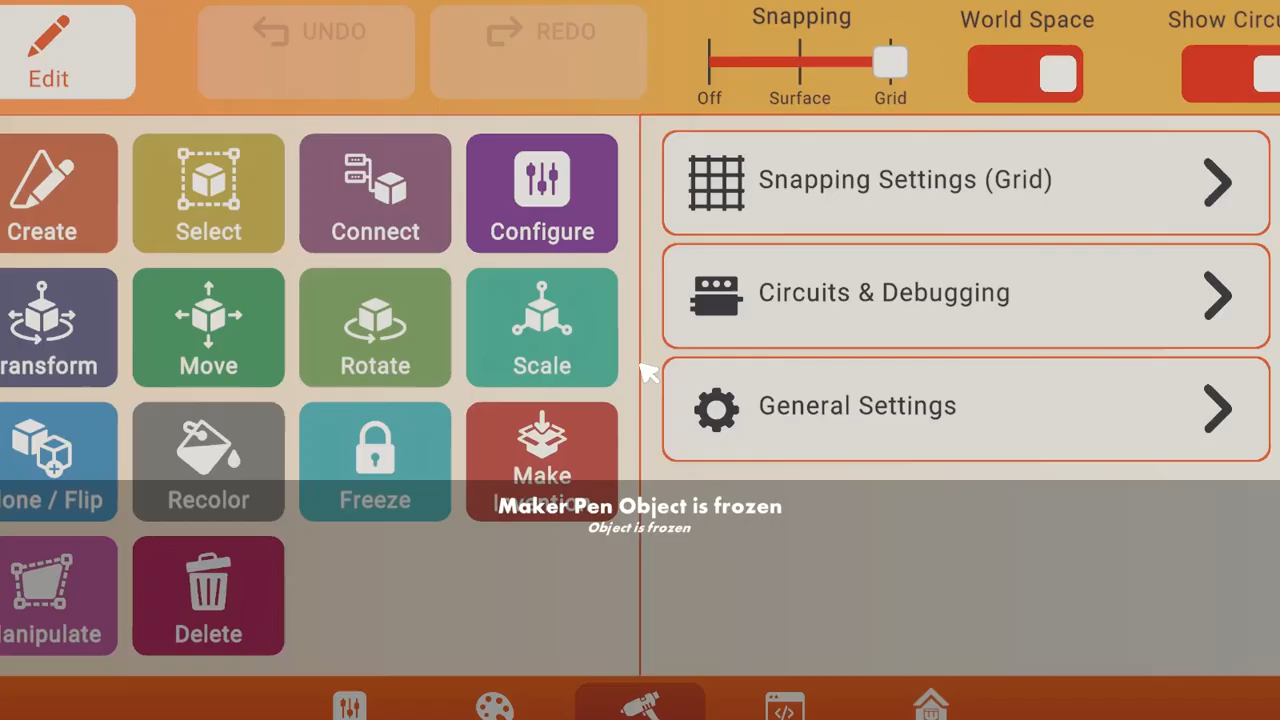 Edit
UNDO
REDO
Snapping
Off
Surface
Grid
World Space
Show Circu
Create
Select
Connect
Configure
ransform
Move
Rotate
Scale
lone / Flip
Recolor
Freeze
Make
Invention
anipulate
Delete
Snapping Settings (Grid)
Circuits & Debugging
General Settings
Maker Pen Object is frozen
Object is frozen